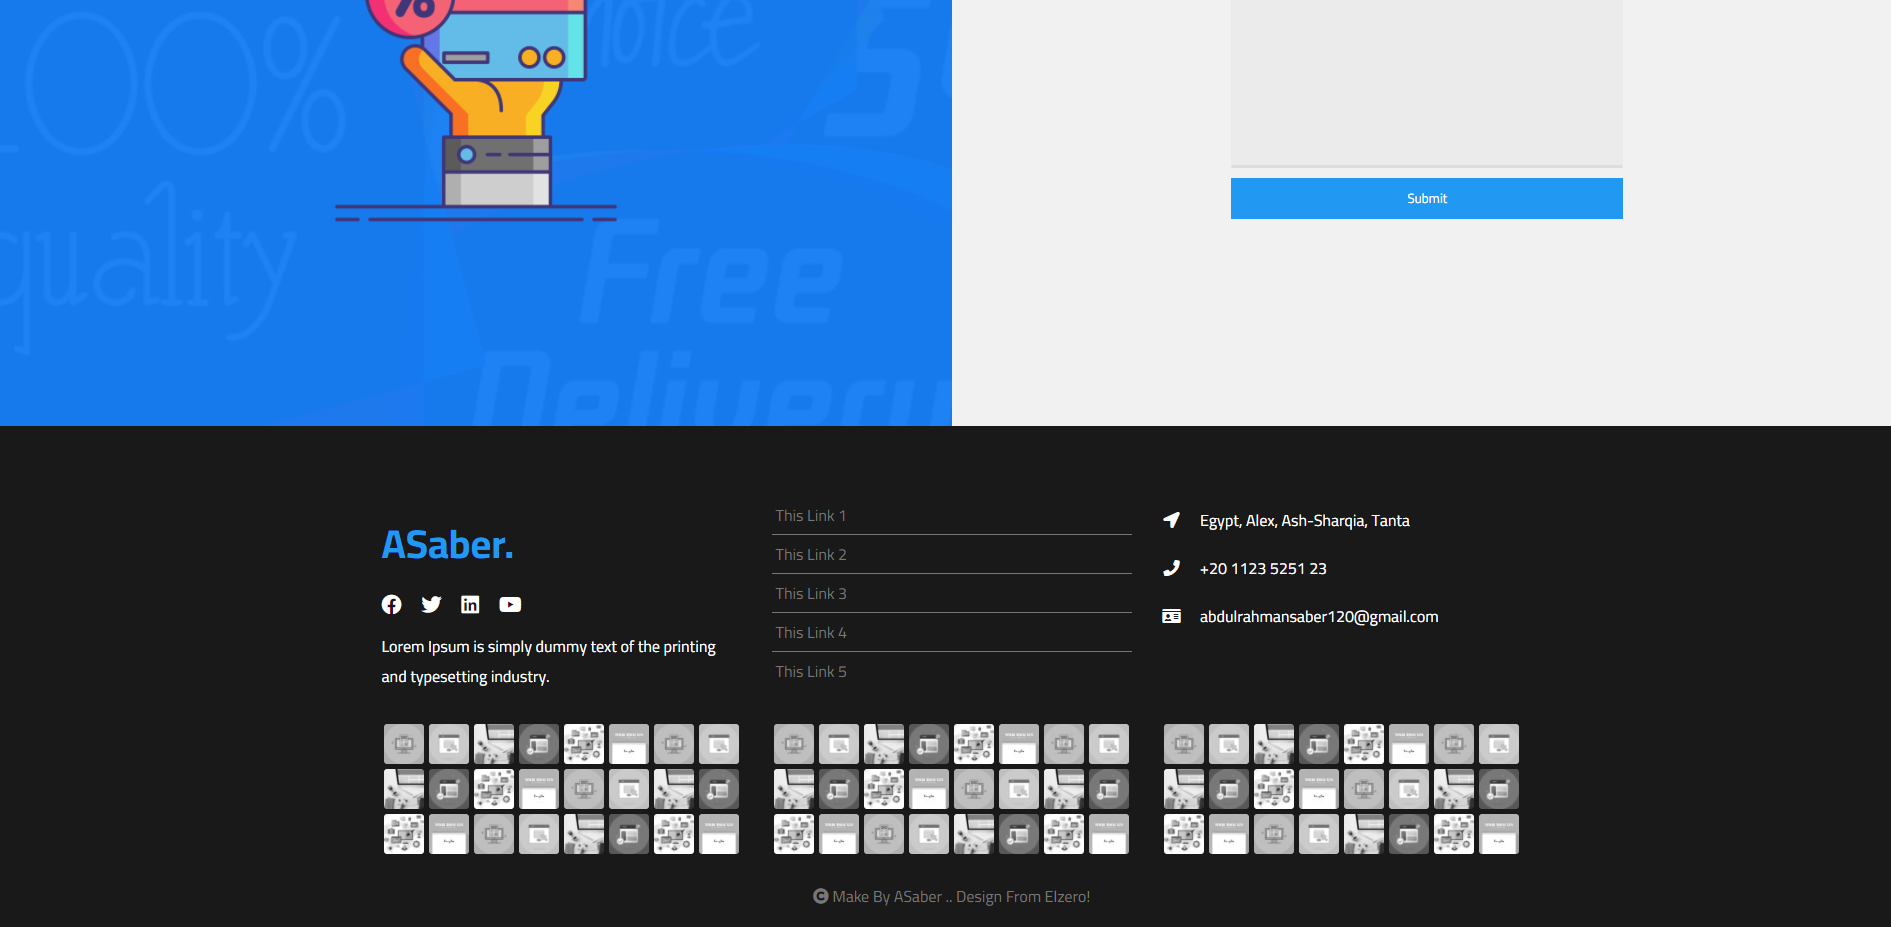 %
100%
quality
Free
Delivery
Submit
ASaber.
Lorem Ipsum is simply dummy text of the printing
and typesetting industry.
This Link 1
This Link 2
This Link 3
This Link 4
This Link 5
Egypt, Alex, Ash-Sharqia, Tanta
+20 1123 5251 23
abdulrahmansaber120@gmail.com
Make By ASaber .. Design From Elzero!